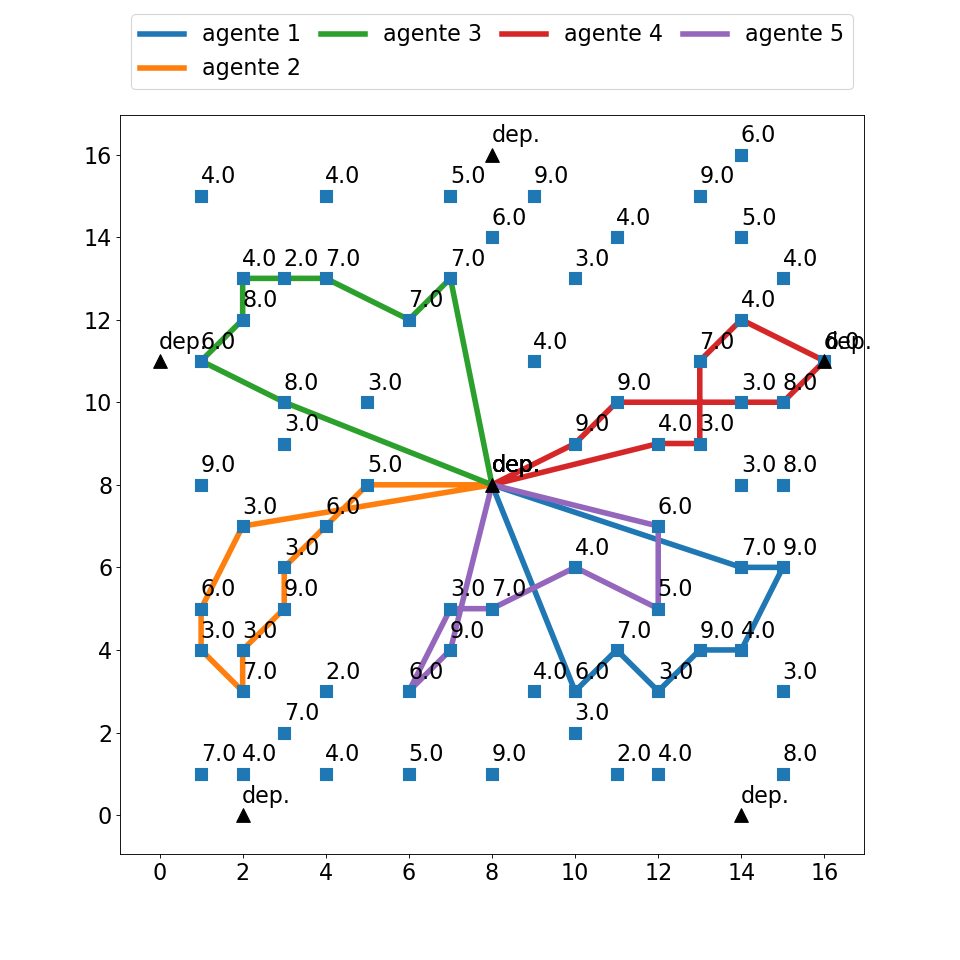 agente 1 agente 3 agente 4 agente 5
agente 2
dep. 6.0
16
4.0 4.0 5.0 9.0 9.0
6.0 4.0 5.0
14
4.0 2.0 7.0 7.0 3.0 4.0
8.0 7.0 4.0
12
dep. 6.0 4.0 7.0 6.0 dep.
8.0 3.0 9.0 3.0 8.0
10
3.0 9.0 4.0 3.0
9.0 5.0 dep. 3.0 8.0
8
3.0 6.0 6.0
3.0 4.0 7.0 9.0
6
6.0 9.0 3.0 7.0 5.0
3.0 3.0 9.0 7.0 9.0 4.0
4
7.0 2.0 6.0 4.0 6.0 3.0 3.0
7.0 3.0
2
7.0 4.0 4.0 5.0 9.0 2.0 4.0 8.0
dep. dep.
0
0 2 4 6 8 10 12 14 16